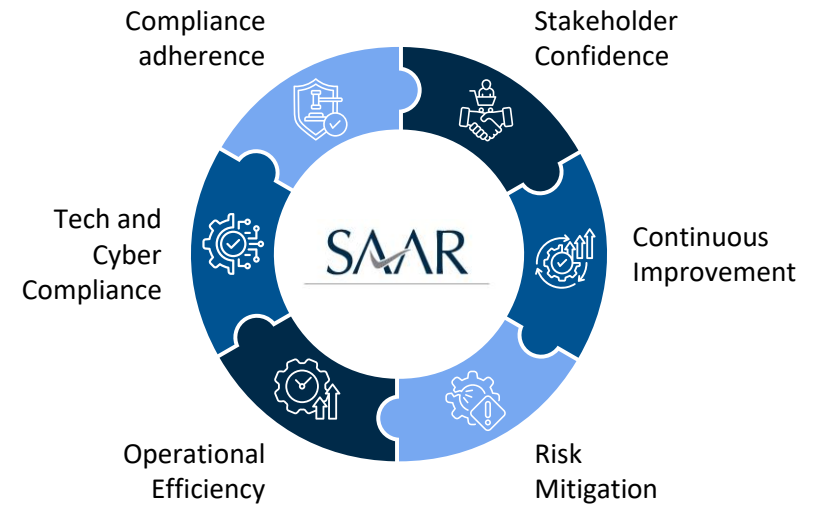 Compliance
adherence
Stakeholder
Confidence
Tech and
Cyber
Compliance
SAAR
Continuous
Improvement
Operational
Efficiency
Risk
Mitigation